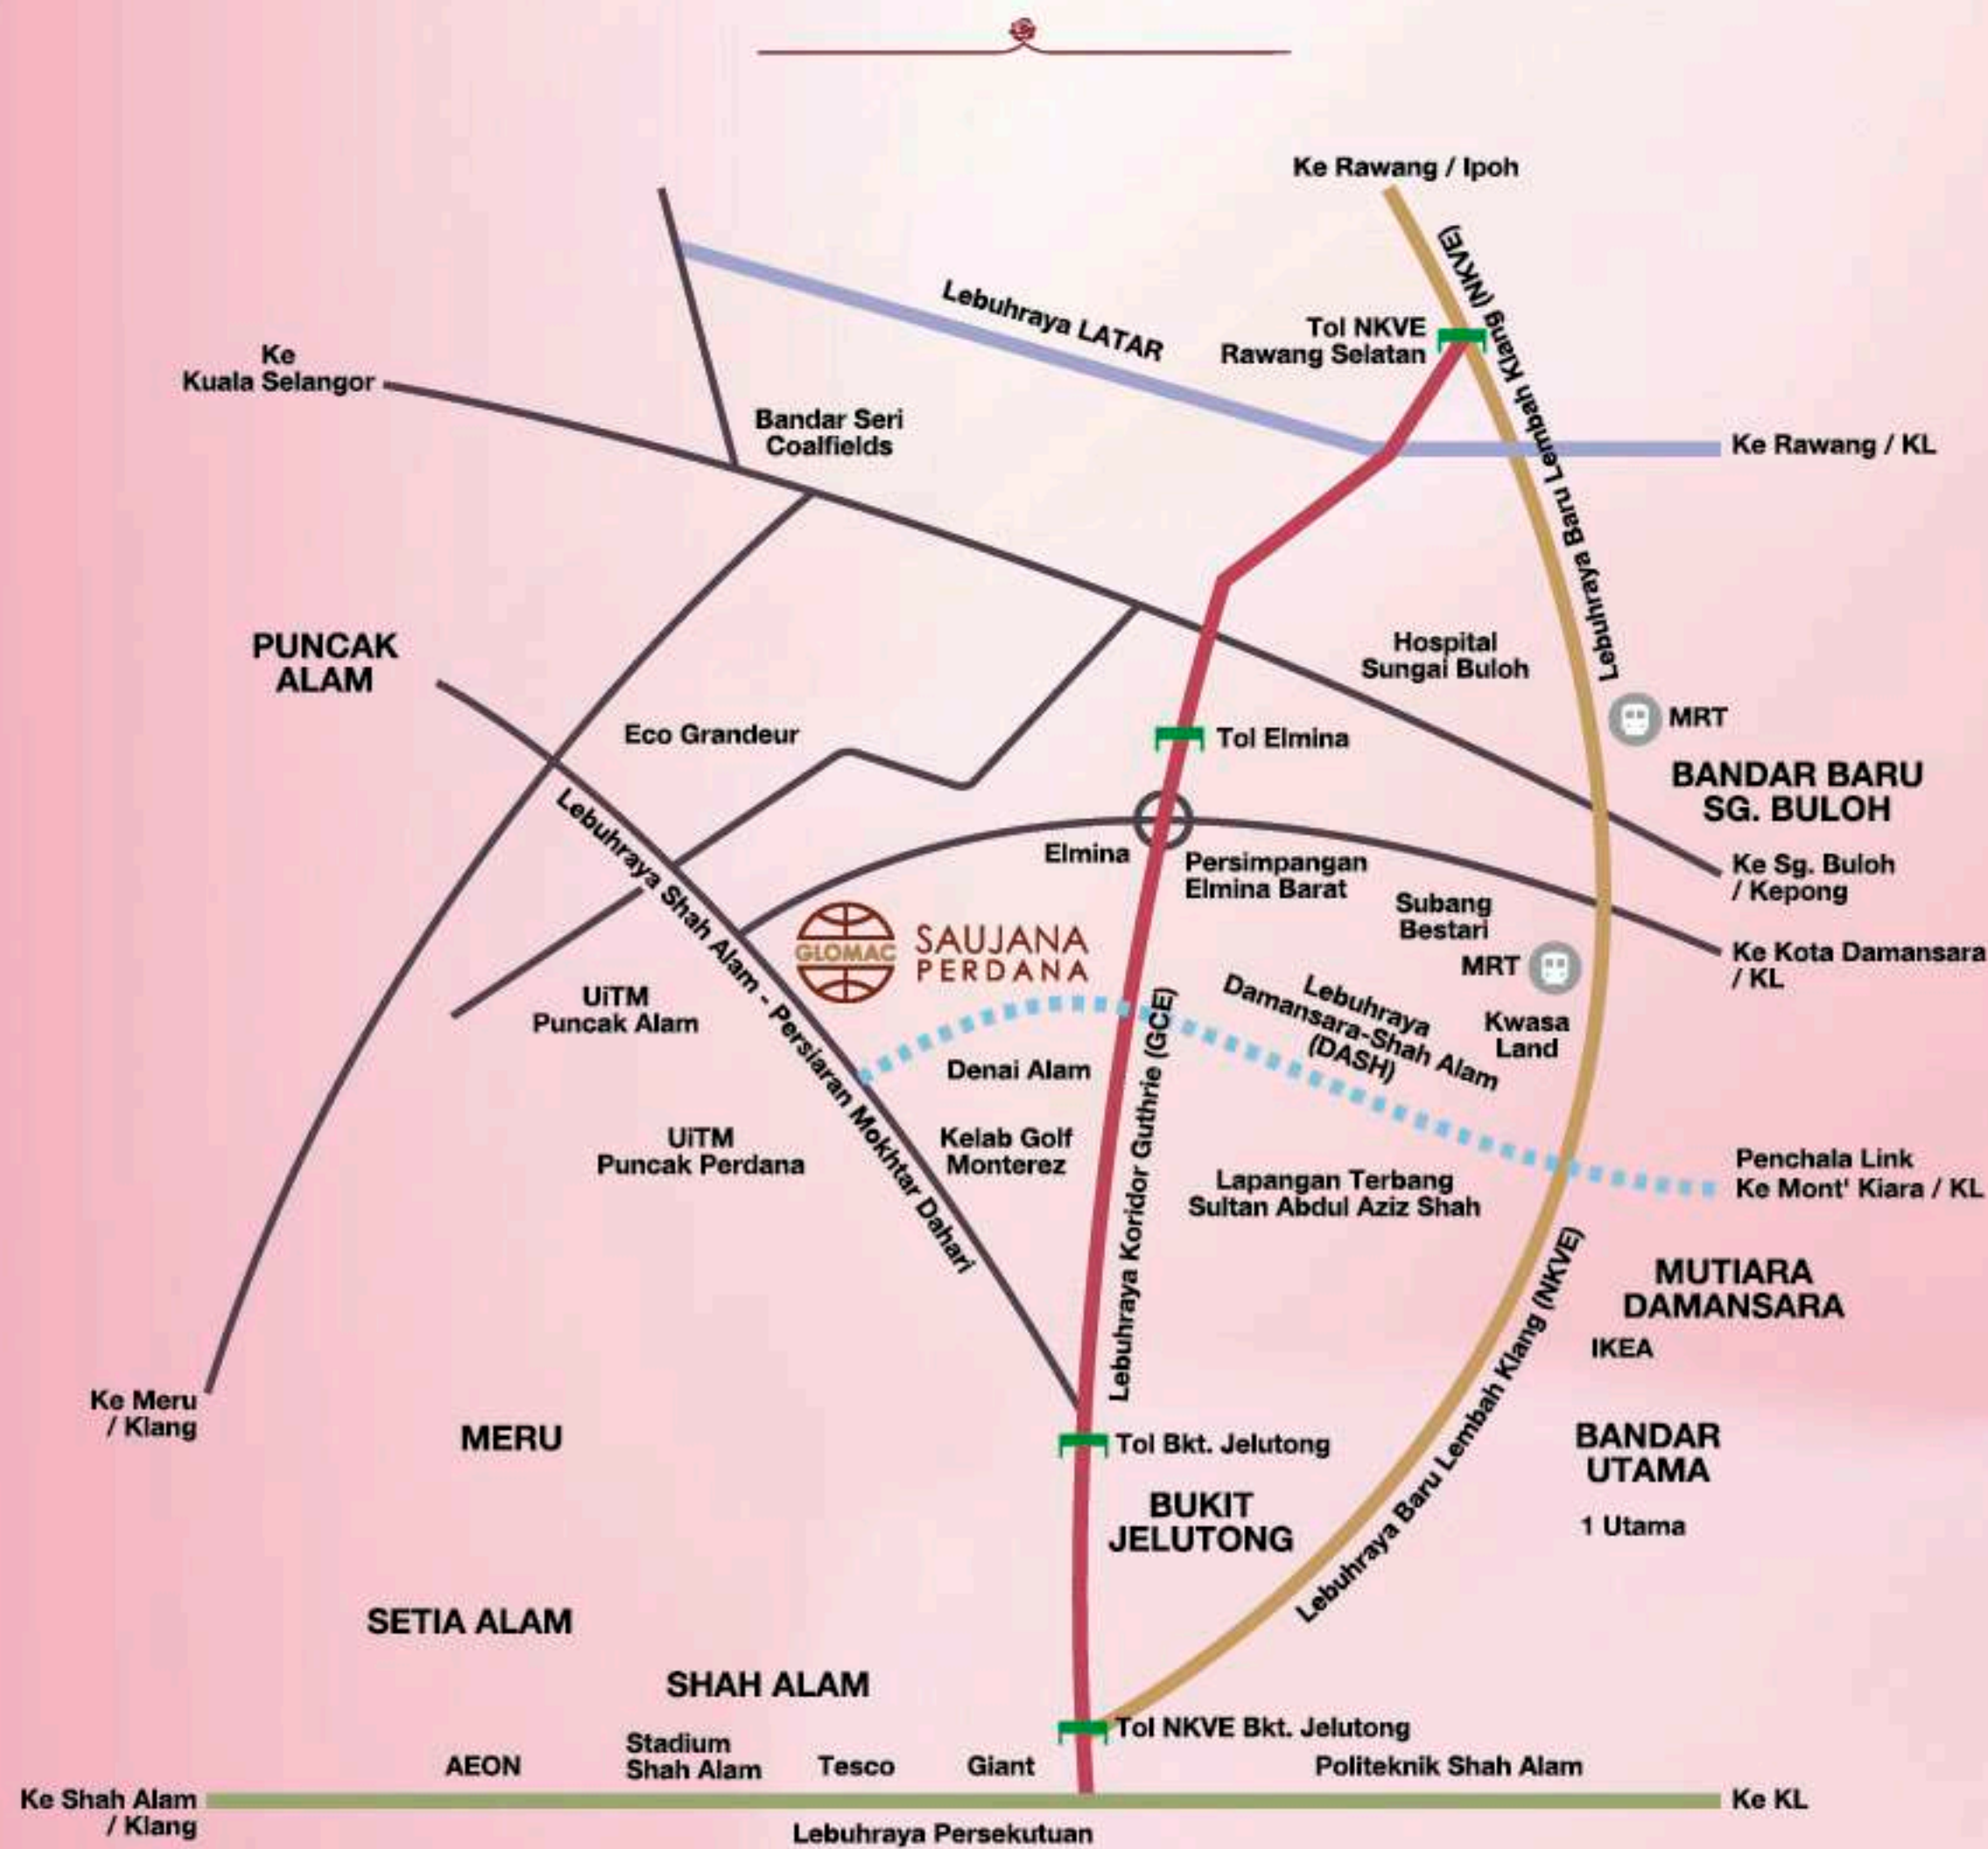 Ke Rawang / Ipoh
Lebuhraya Baru Lembah Klang (NKVE)
Lebuhraya LATAR
Tol NKVE
Rawang Selatan
Ke
Kuala Selangor
Bandar Seri
Coalfields
Ke Rawang / KL
PUNCAK
ALAM
Hospital
Sungai Buloh
MRT
Eco Grandeur
Tol Elmina
BANDAR BARU
SG. BULOH
Lebuhraya Shah Alam - Persiaran Mokhtar Dahari
Elmina
Persimpangan
Elmina Barat
Ke Sg. Buloh
/ Kepong
Subang
Bestari
GLOMAC
SAUJANA
PERDANA
MRT
Ke Kota Damansara
/ KL
UiTM
Puncak Alam
Lebuhraya
Damansara-Shah Alam
(DASH)
Kwasa
Land
Denai Alam
Lebuhraya Koridor Guthrie (GCE)
UiTM
Puncak Perdana
Kelab Golf
Monterez
Lapangan Terbang
Sultan Abdul Aziz Shah
Penchala Link
Ke Mont' Kiara / KL
Lebuhraya Baru Lembah Klang (NKVE)
MUTIARA
DAMANSARA
IKEA
Ke Meru
/ Klang
MERU
Tol Bkt. Jelutong
BANDAR
UTAMA
BUKIT
JELUTONG
1 Utama
SETIA ALAM
SHAH ALAM
Tol NKVE Bkt. Jelutong
AEON
Stadium
Shah Alam
Tesco
Giant
Politeknik Shah Alam
Ke Shah Alam
/ Klang
Ke KL
Lebuhraya Persekutuan